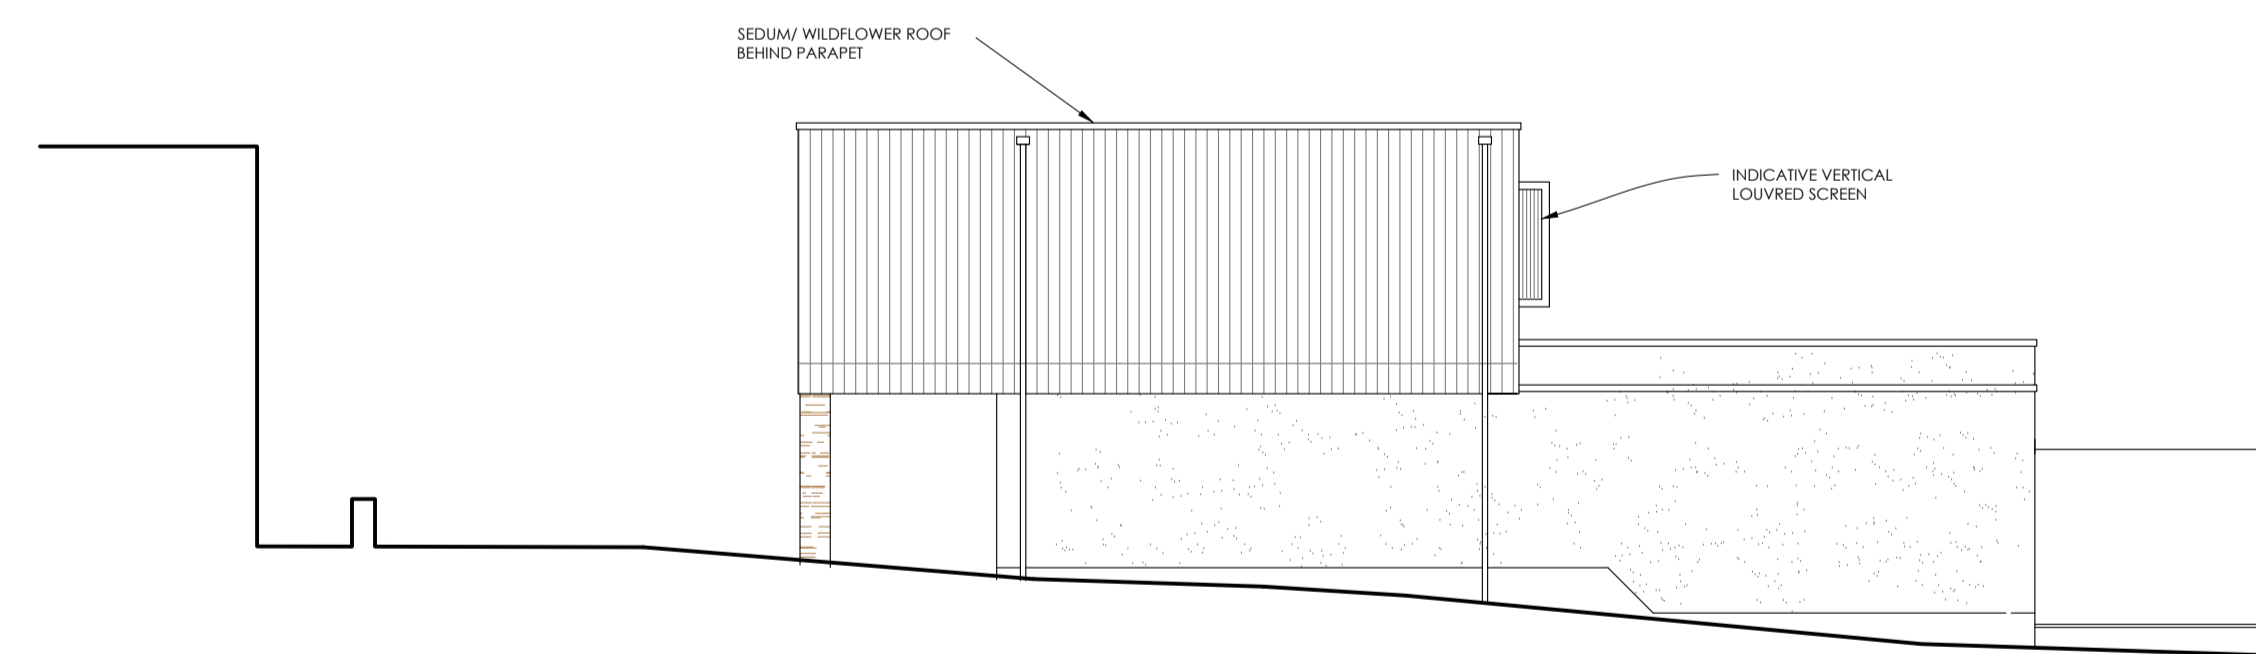 SEDUM/ WILDFLOWER ROOF
BEHIND PARAPET
INDICATIVE VERTICAL
LOUVRED SCREEN